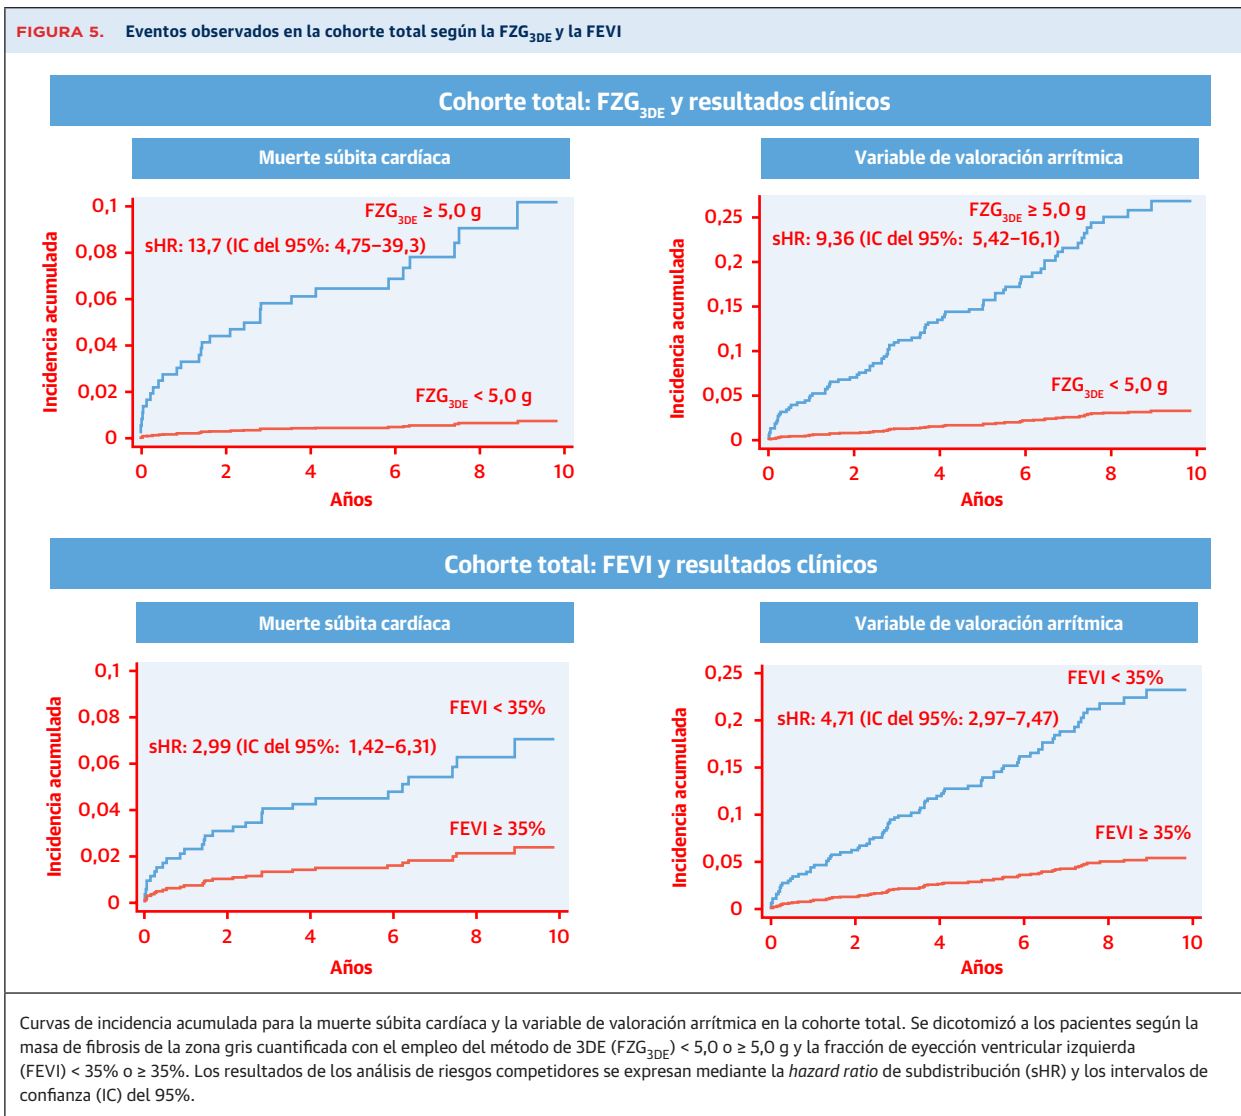 FIGURA 5. Eventos observados en la cohorte total según la FZG3DE y la FEVI
Cohorte total: FZG3DE y resultados clínicos
Muerte súbita cardíaca
Incidencia acumulada
0,1
0,08
0,06
0,04
0,02
0
FZG3DE ≥ 5,0 g
sHR: 13,7 (IC del 95%: 4,75–39,3)
FZG3DE < 5,0 g
0 2 4 6 8 10
Años
Variable de valoración arrítmica
Incidencia acumulada
0,25
0,2
0,15
0,1
0,05
0
FZG3DE ≥ 5,0 g
sHR: 9,36 (IC del 95%: 5,42–16,1)
FZG3DE < 5,0 g
0 2 4 6 8 10
Años
Cohorte total: FEVI y resultados clínicos
Muerte súbita cardíaca
Incidencia acumulada
0,1
0,08
0,06
0,04
0,02
0
FEVI < 35%
sHR: 2,99 (IC del 95%: 1,42–6,31)
FEVI ≥ 35%
0 2 4 6 8 10
Años
Variable de valoración arrítmica
Incidencia acumulada
0,25
0,2
0,15
0,1
0,05
0
FEVI < 35%
sHR: 4,71 (IC del 95%: 2,97–7,47)
FEVI ≥ 35%
0 2 4 6 8 10
Años
Curvas de incidencia acumulada para la muerte súbita cardíaca y la variable de valoración arrítmica en la cohorte total. Se dicotomizó a los pacientes según la
masa de fibrosis de la zona gris cuantificada con el empleo del método de 3DE (FZG3DE) < 5,0 o ≥ 5,0 g y la fracción de eyección ventricular izquierda
(FEVI) < 35% o ≥ 35%. Los resultados de los análisis de riesgos competidores se expresan mediante la hazard ratio de subdistribución (sHR) y los intervalos de
confianza (IC) del 95%.